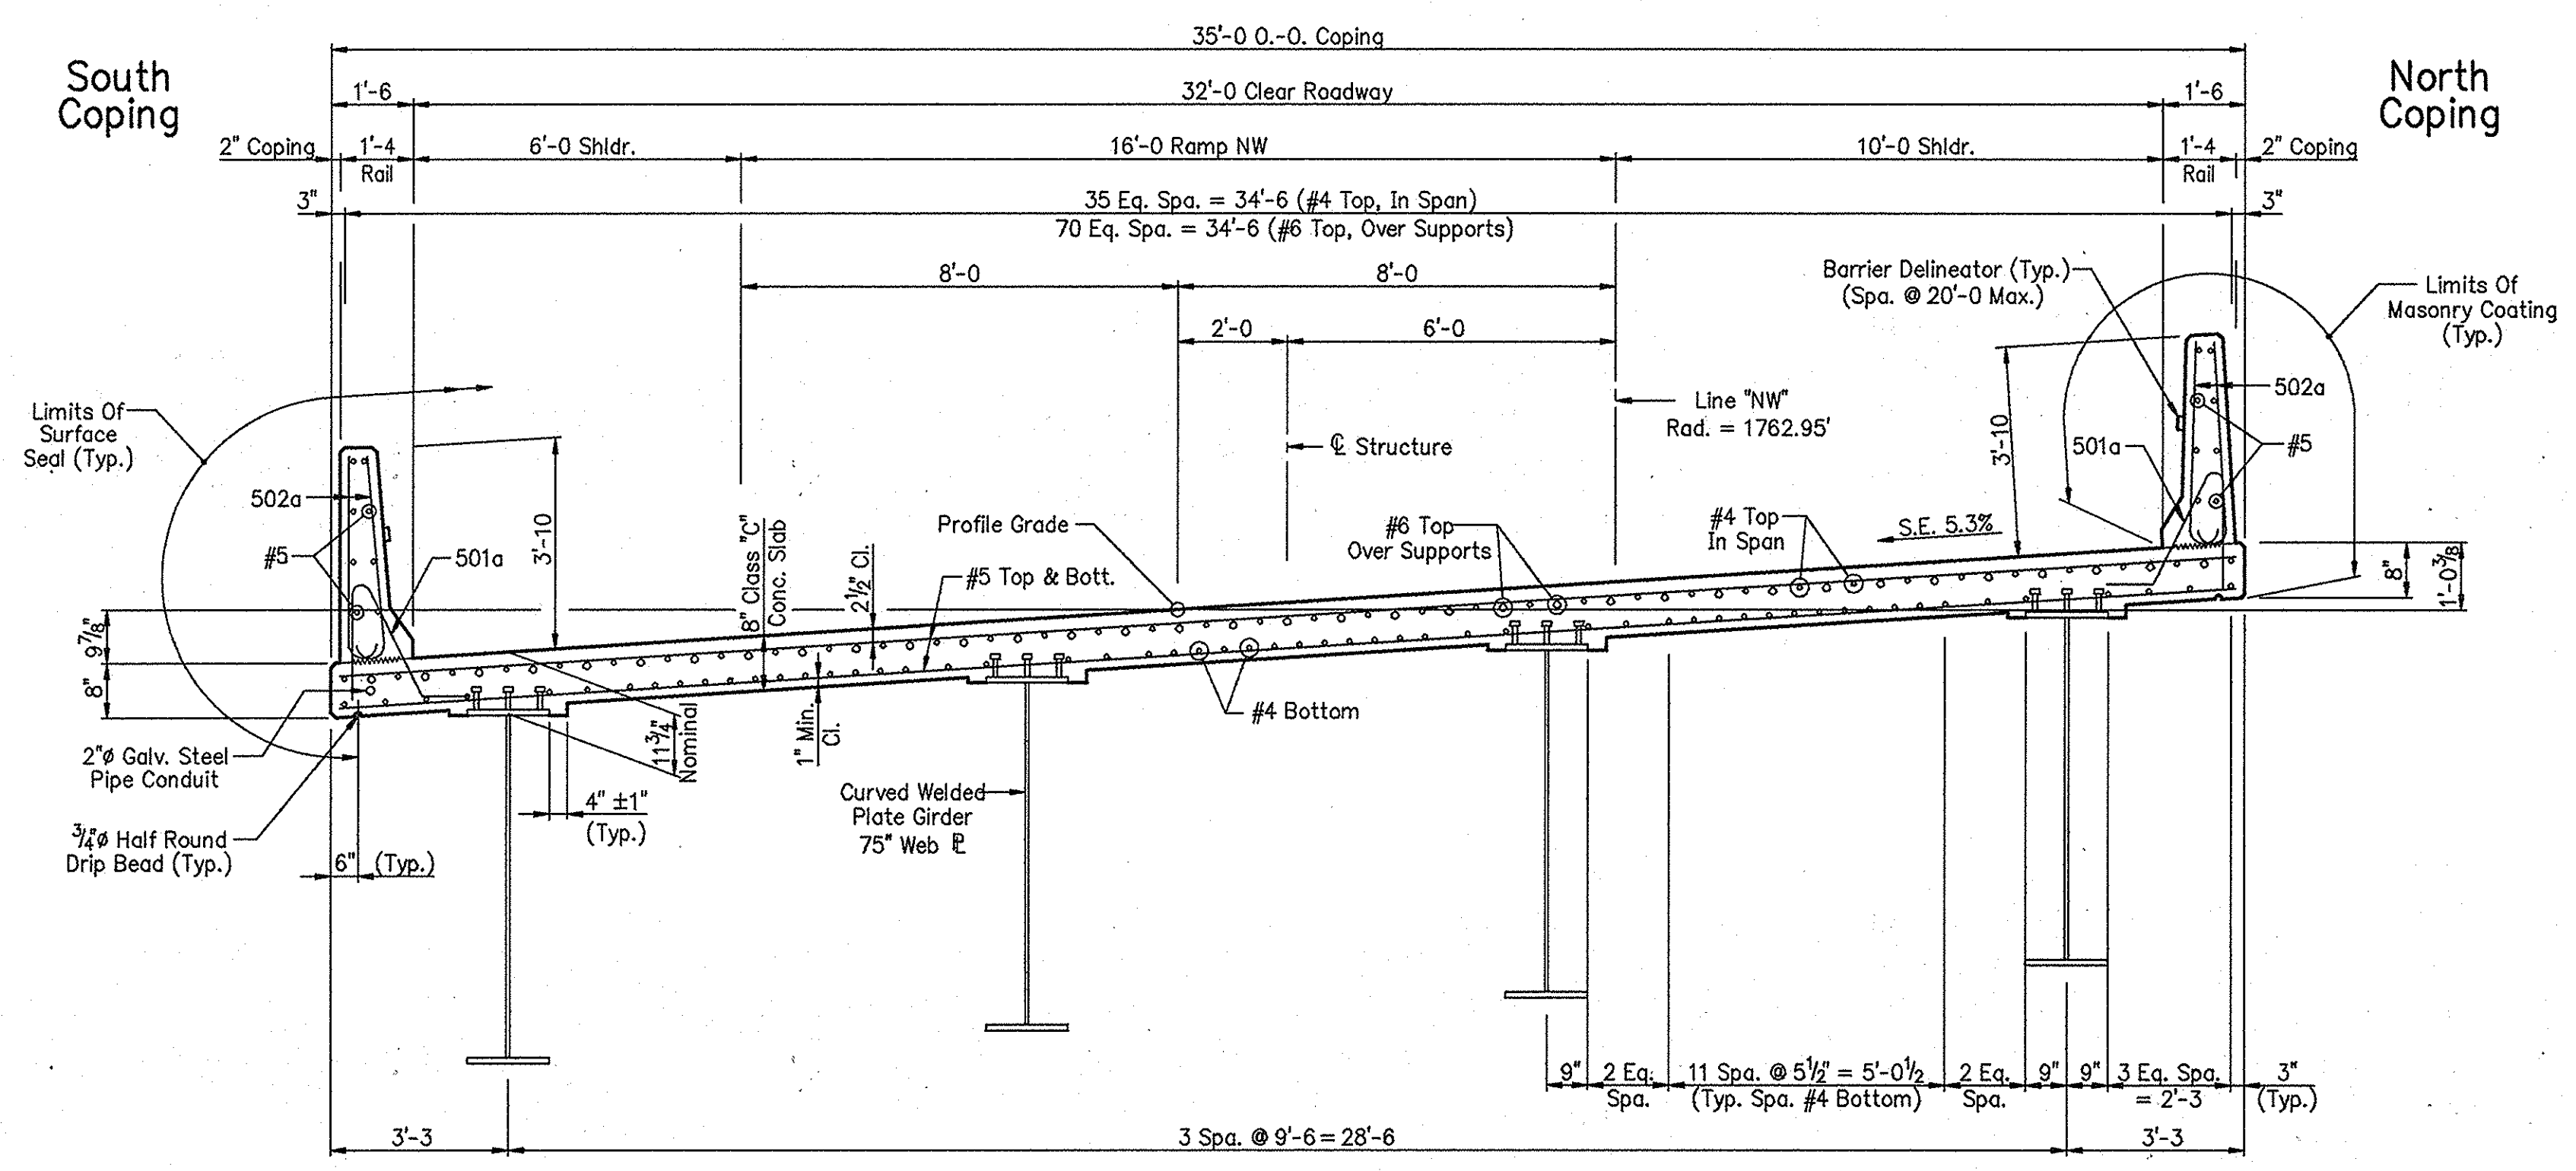 35'-0 O.-O. Coping
South
Coping
North
Coping
1'-6
32'-0 Clear Roadway
1'-6
2" Coping
1'-4
Rail
6'-0 Shldr.
16'-0 Ramp NW
10'-0 Shldr.
1'-4
Rail
2" Coping
3"
35 Eq. Spa. = 34'-6 (#4 Top, In Span)
70 Eq. Spa. = 34'-6 (#6 Top, Over Supports)
3"
8'-0
8'-0
Barrier Delineator (Typ.)
(Spa. @ 20'-0 Max.)
Limits Of
Masonry Coating
(Typ.)
2'-0
6'-0
Limits Of
Surface
Seal (Typ.)
Line "NW"
Rad. = 1762.95'
℄ Structure
3'-10
502a
501a
#5
502a
#5
501a
3'-10
8" Class "C"
Conc. Slab
2½" Cl.
Profile Grade
#5 Top & Bott.
#6 Top
Over Supports
#4 Top
In Span
S.E. 5.3%
8"
1'-0⅜
9⅞"
8"
#4 Bottom
2"ø Galv. Steel
Pipe Conduit
11¾"
Nominal
1" Min.
Cl.
¾"ø Half Round
Drip Bead (Typ.)
6" (Typ.)
4" ±1"
(Typ.)
Curved Welded
Plate Girder
75" Web ⅊
9"
2 Eq.
Spa.
11 Spa. @ 5½" = 5'-0½
(Typ. Spa. #4 Bottom)
2 Eq.
Spa.
9"
9"
3 Eq. Spa.
= 2'-3
3"
(Typ.)
3'-3
3 Spa. @ 9'-6 = 28'-6
3'-3